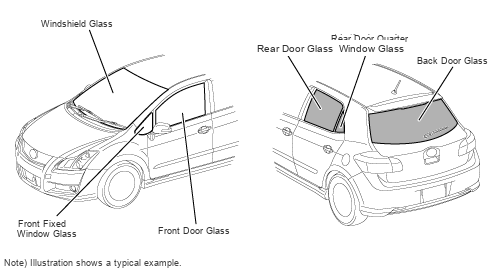 Windshield Glass
Rear Door Quarter
Rear Door Glass
Window Glass
Back Door Glass
Front Fixed
Window Glass
Front Door Glass
Note) Illustration shows a typical example.